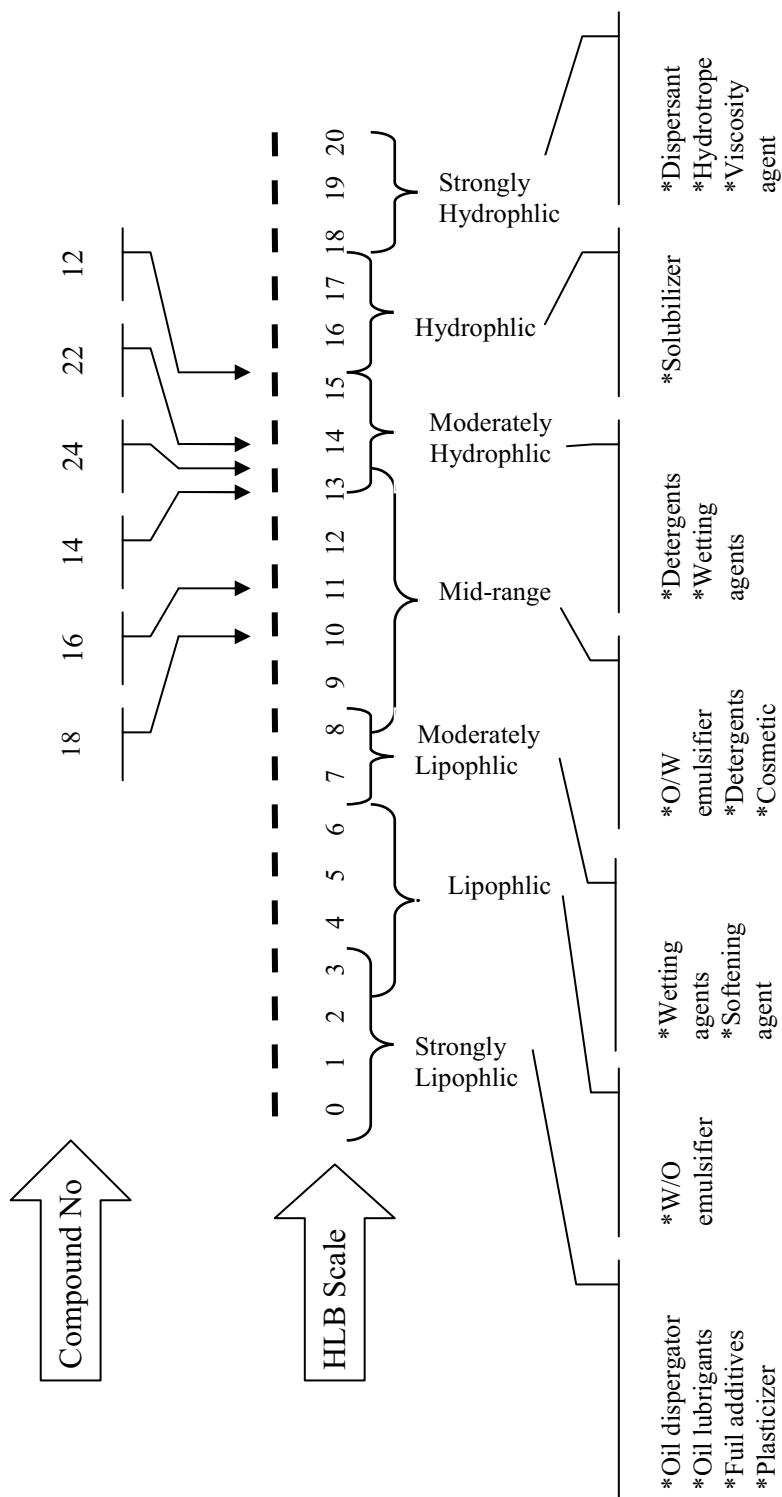 Compound No
18
16
14
24
22
12
HLB Scale
0 1 2 3 4 5 6 7 8 9 10 11 12 13 14 15 16 17 18 19 20
Strongly
Lipophlic
Lipophlic
Moderately
Lipophlic
Mid-range
Moderately
Hydrophlic
Hydrophlic
Strongly
Hydrophlic
*Oil dispergator
*Oil lubrigants
*Fuil additives
*Plasticizer
*W/O
emulsifier
*Wetting
agents
*Softening
agent
*O/W
emulsifier
*Detergents
*Cosmetic
*Detergents
*Wetting
agents
*Solubilizer
*Dispersant
*Hydrotrope
*Viscosity
agent